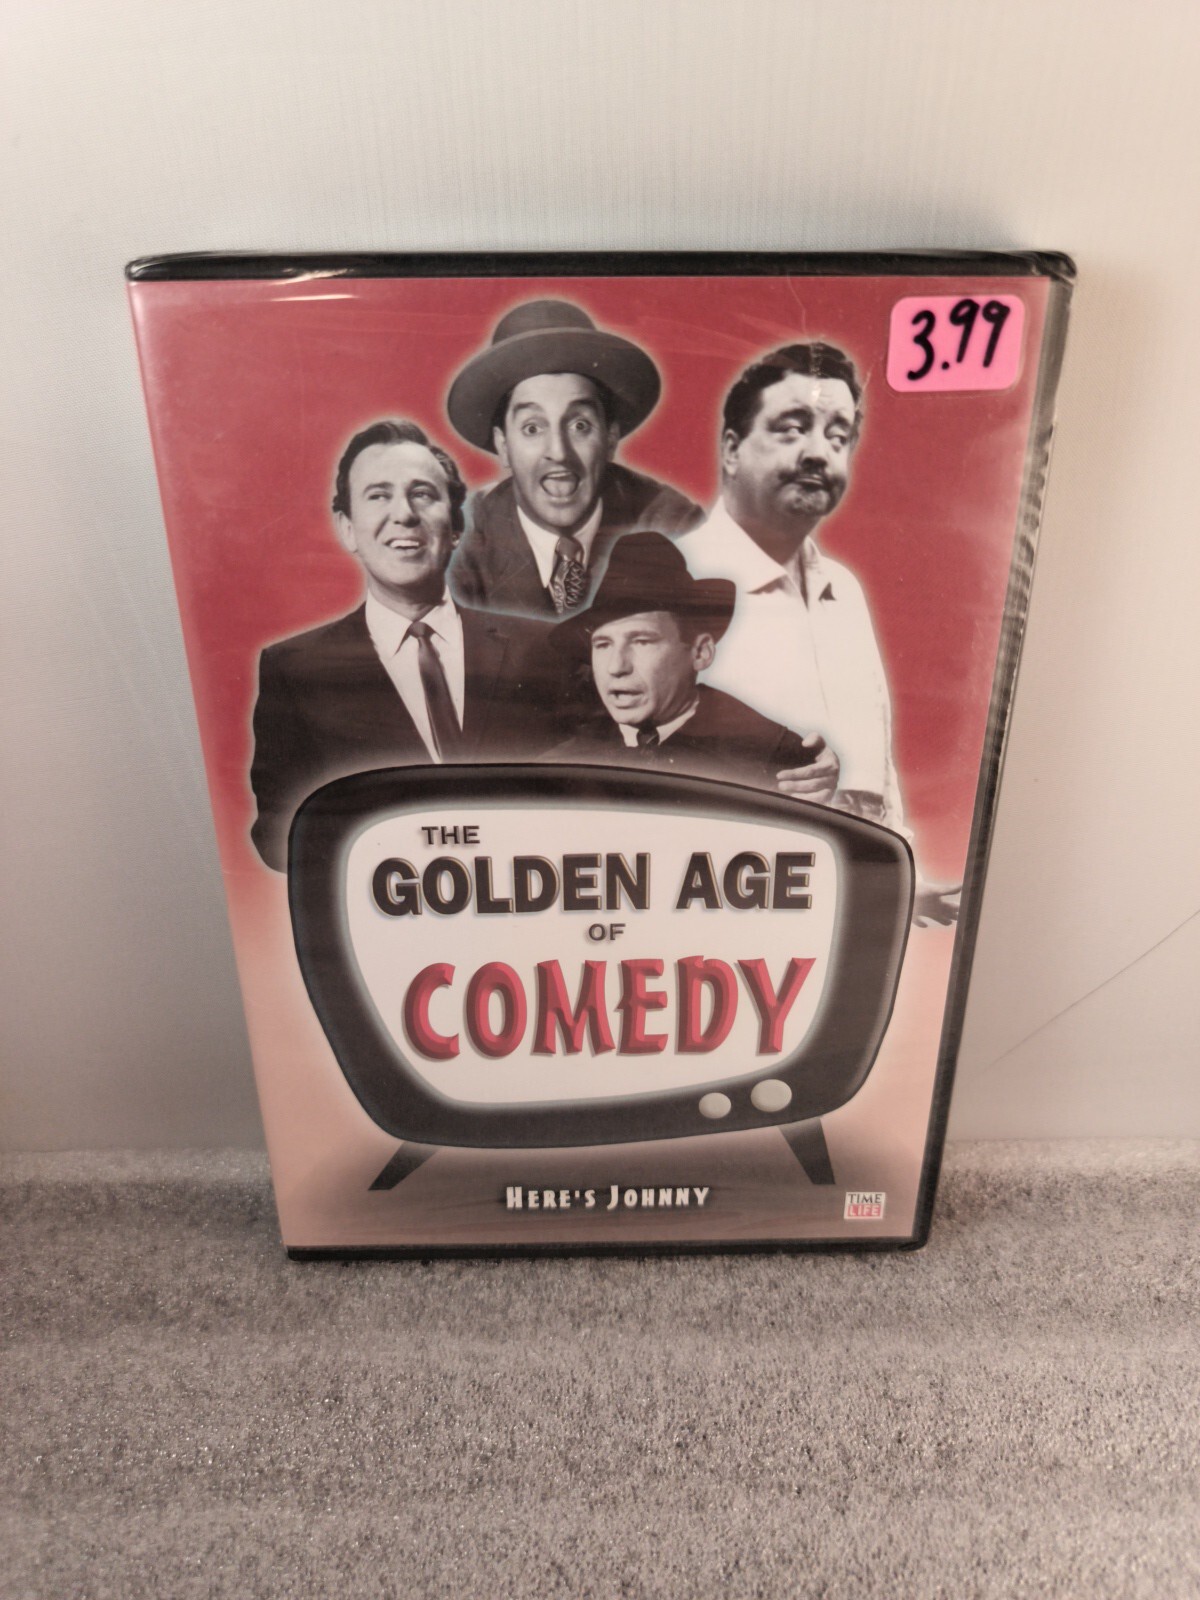 3.99
THE
GOLDEN AGE
OF
COMEDY
HERE'S JOHNNY
TIME
LIFE